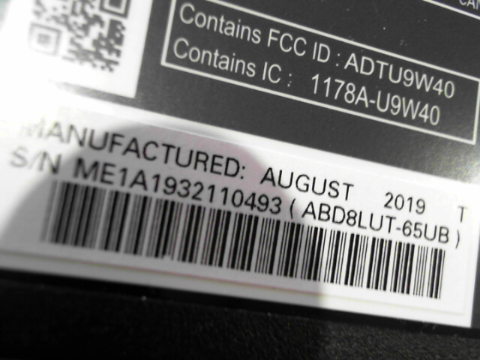 Contains FCC ID : ADTU9W40
Contains IC : 1178A-U9W40
MANUFACTURED: AUGUST 2019 T
S/N ME1A1932110493 ( ABD8LUT-65UB )